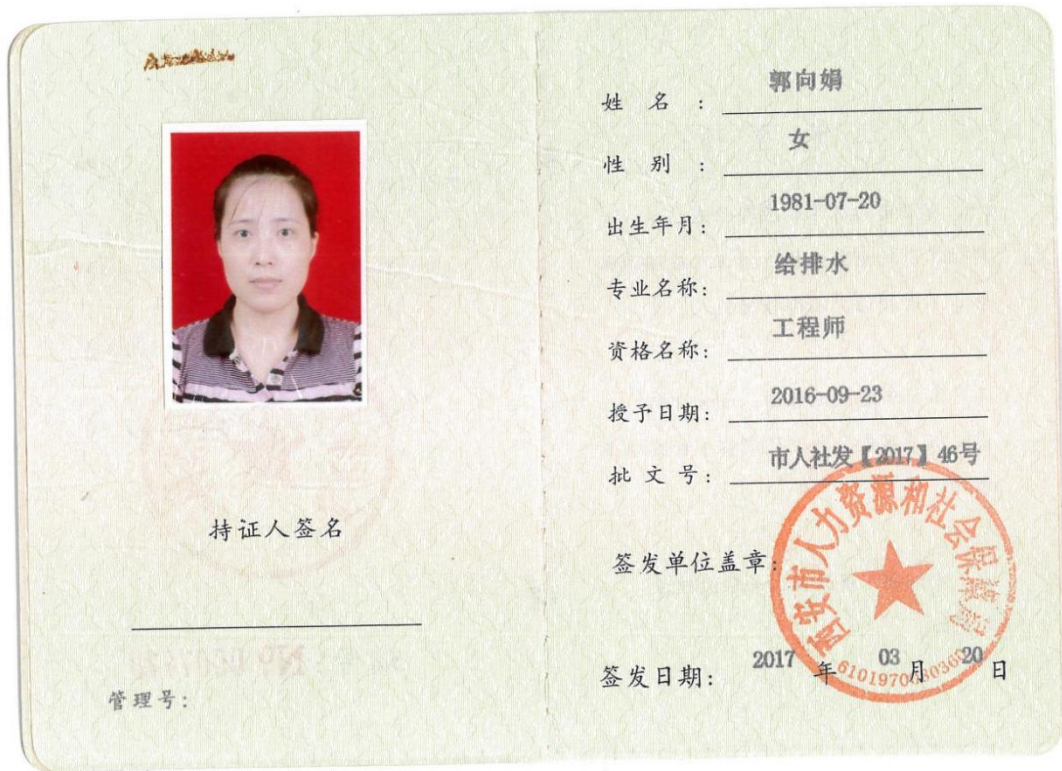 持证人签名
管理号：
姓 名 ： 郭向娟
性 别 ： 女
出生年月： 1981-07-20
专业名称： 给排水
资格名称： 工程师
授予日期： 2016-09-23
批 文 号： 市人社发【2017】46号
签发单位盖章：
西安市人力资源和社会保障局
签发日期： 2017 年 03 月 20 日